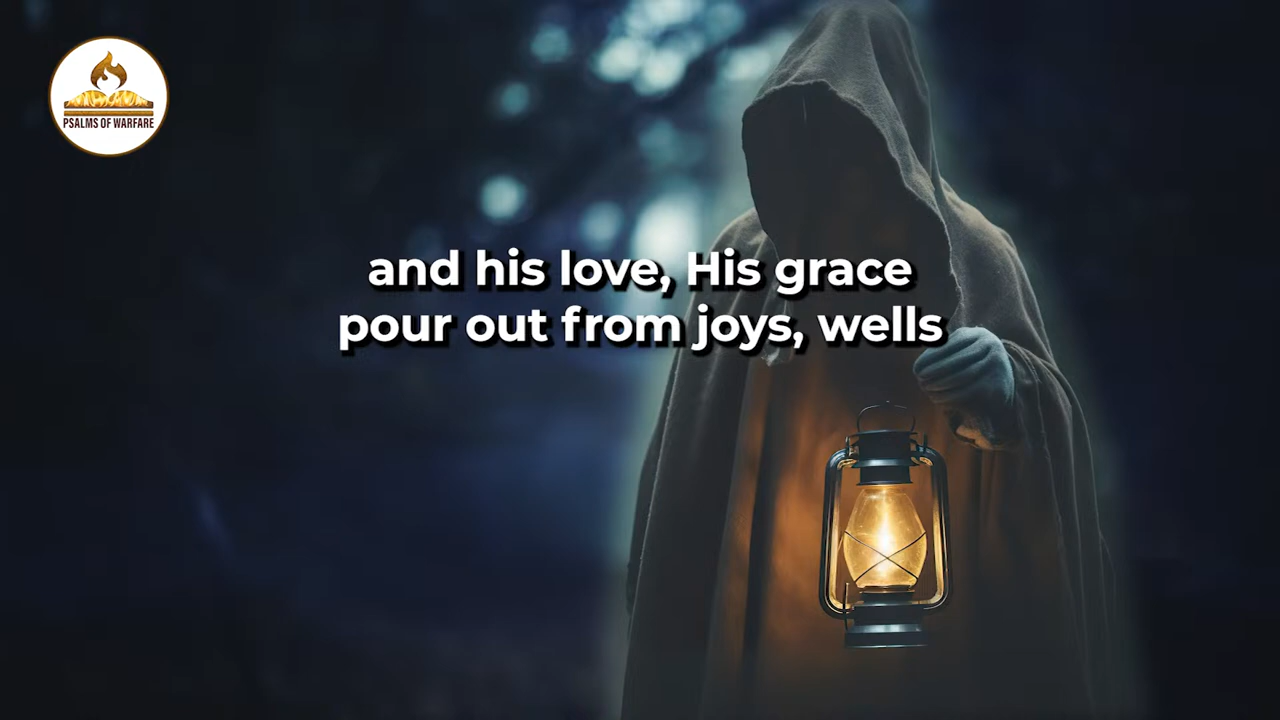 PSALMS OF WARFARE
and his love, His grace
pour out from joys, wells